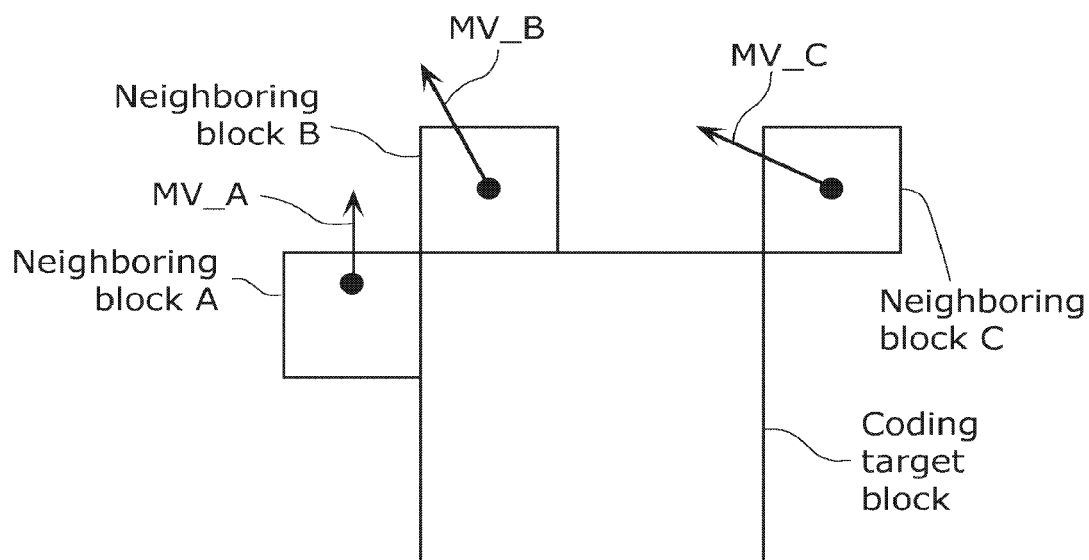 MV_B
MV_C
Neighboring
block B
MV_A
Neighboring
block A
Neighboring
block C
Coding
target
block